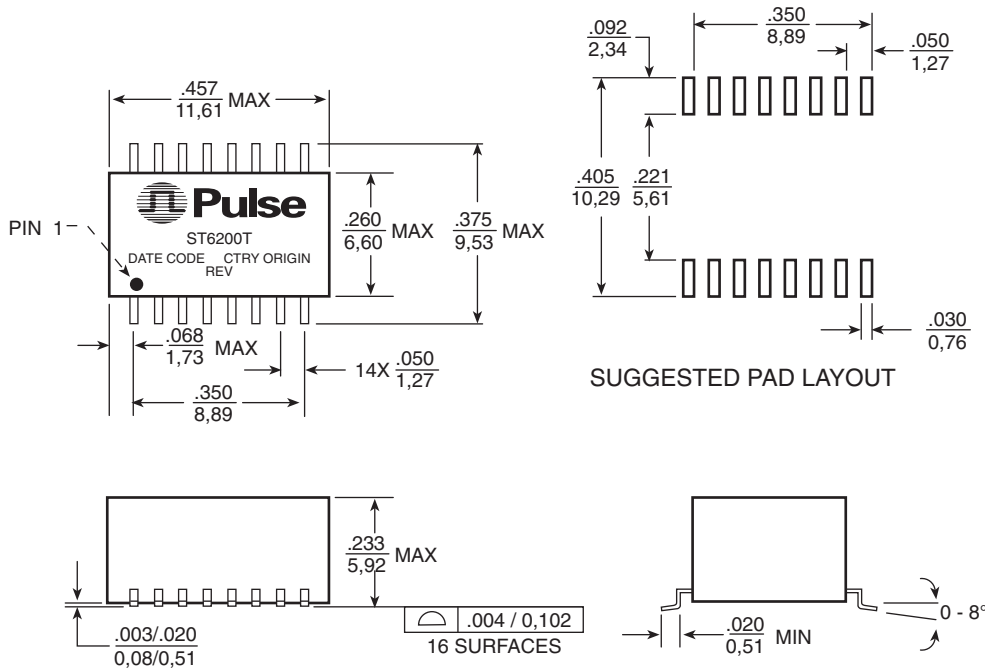 .457
11,61 MAX
PIN 1
Pulse
ST6200T
DATE CODE CTRY ORIGIN
REV
.260
6,60 MAX
.375
9,53 MAX
.068
1,73 MAX
14X .050
1,27
.350
8,89
.092
2,34
.350
8,89
.050
1,27
.405
10,29
.221
5,61
.030
0,76
SUGGESTED PAD LAYOUT
.233
5,92 MAX
.003/.020
0,08/0,51
.004 / 0,102
16 SURFACES
.020
0,51 MIN
0 - 8°